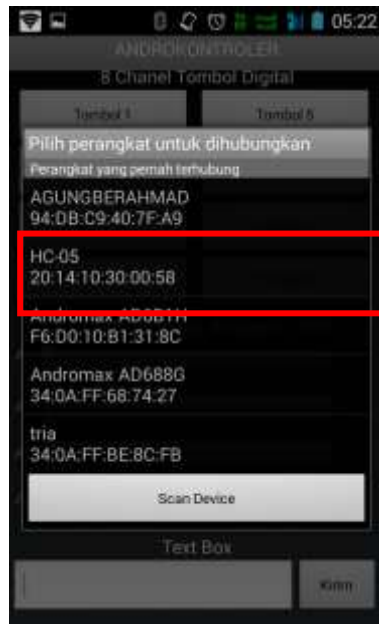 05:22
ANDROKONTROLER
8 Chanel Tombol Digital
Tombol 1
Tombol 5
Pilih perangkat untuk dihubungkan
Perangkat yang pernah terhubung
AGUNGBERAHMAD
94:DB:C9:40:7F:A9
HC-05
20:14:10:30:00:58
Andromax
F6:D0:10:B1:31:8C
Andromax AD688G
34:0A:FF:68:74:27
tria
34:0A:FF:BE:8C:FB
Scan Device
Text Box
Kirim